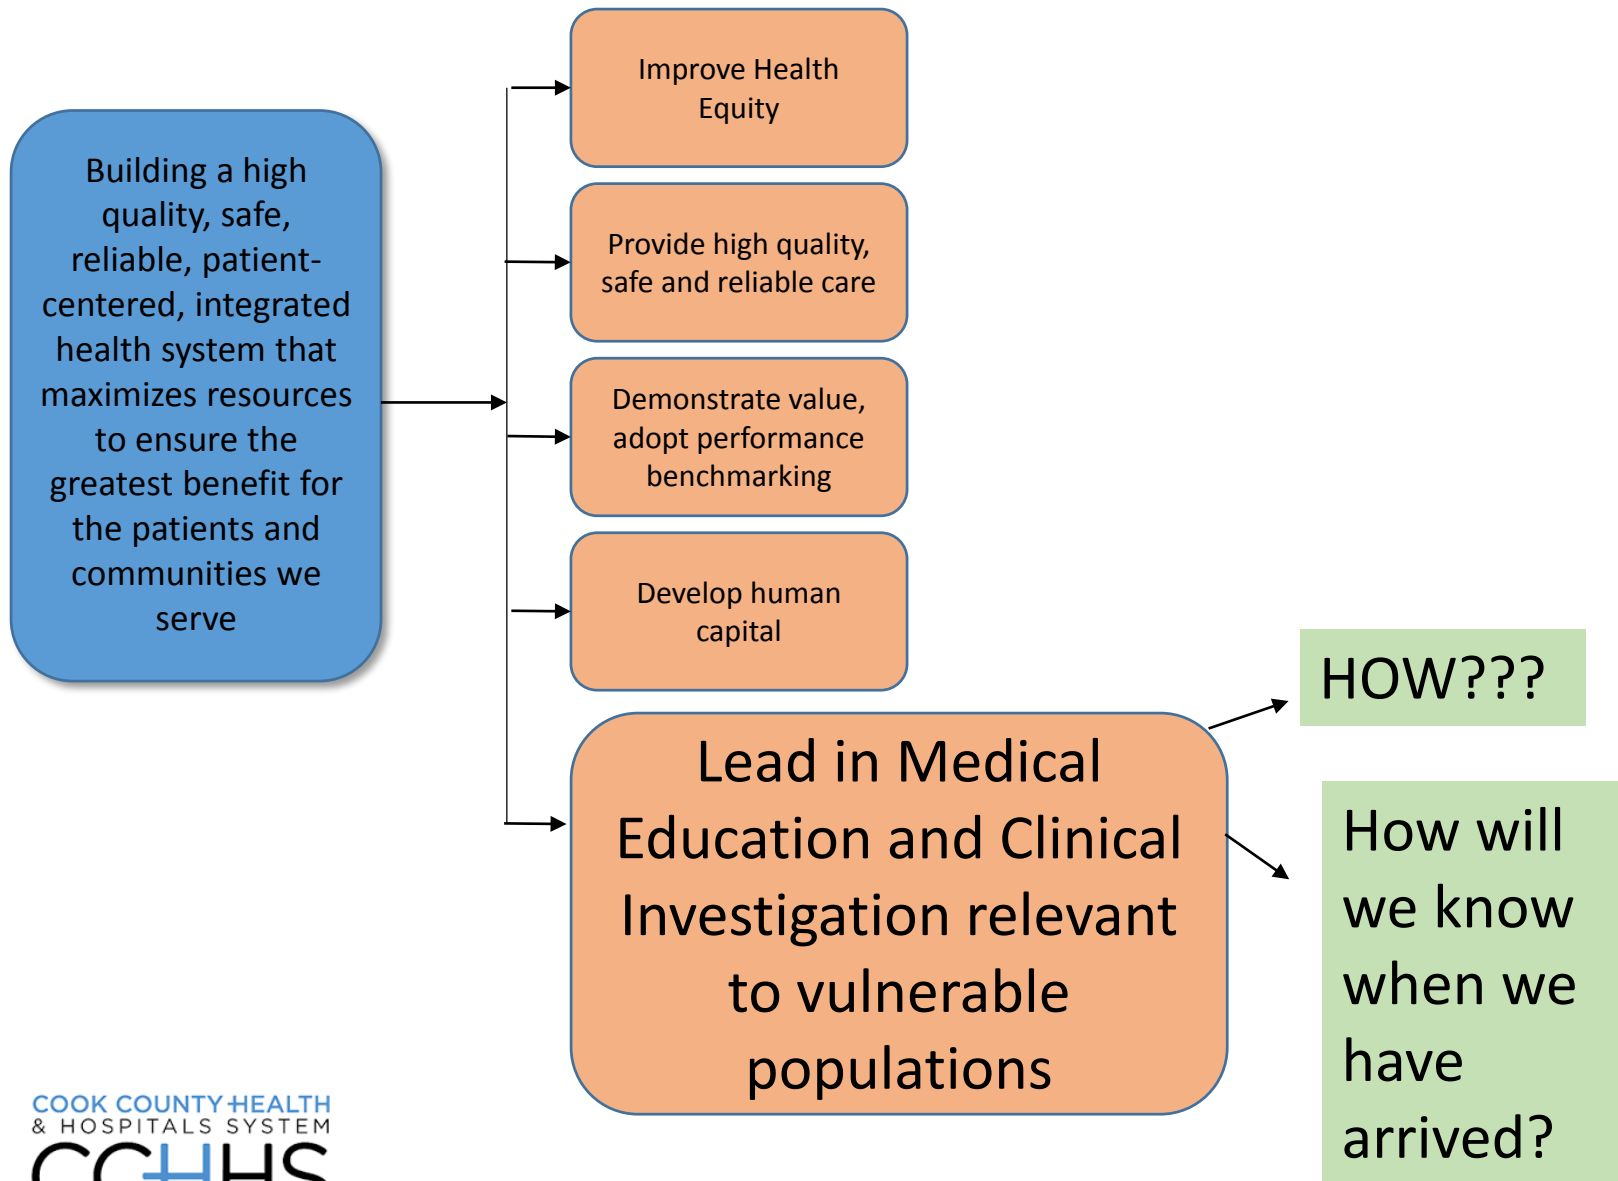 Building a high
quality, safe,
reliable, patient-
centered, integrated
health system that
maximizes resources
to ensure the
greatest benefit for
the patients and
communities we
serve
Improve Health
Equity
Provide high quality,
safe and reliable care
Demonstrate value,
adopt performance
benchmarking
Develop human
capital
Lead in Medical
Education and Clinical
Investigation relevant
to vulnerable
populations
HOW???
How will
we know
when we
have
arrived?
COOK COUNTY HEALTH
& HOSPITALS SYSTEM
CCHHS